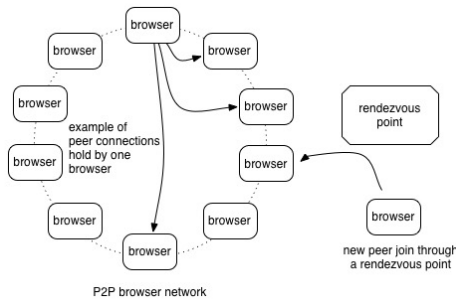 browser
browser
browser
browser
browser
rendezvous
point
example of
peer connections
hold by one
browser
browser
browser
browser
browser
browser
browser
new peer join through
a rendezvous point
P2P browser network